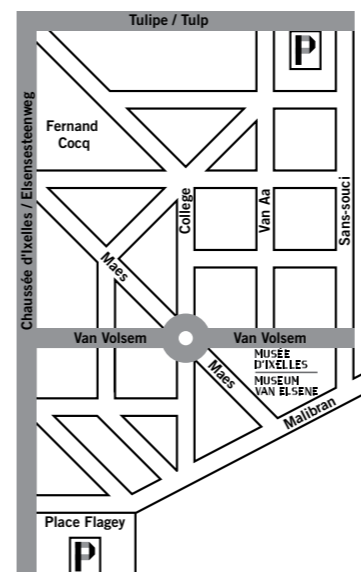 Tulipe / Tulp
P
Fernand
Cocq
Chaussée d'Ixelles / Elsensesteenweg
College
Van Aa
Sans-souci
Maes
Van Volsem
Van Volsem
MUSÉE
D'IXELLES
MUSEUM
VAN ELSENE
Maes
Malibran
Place Flagey
P